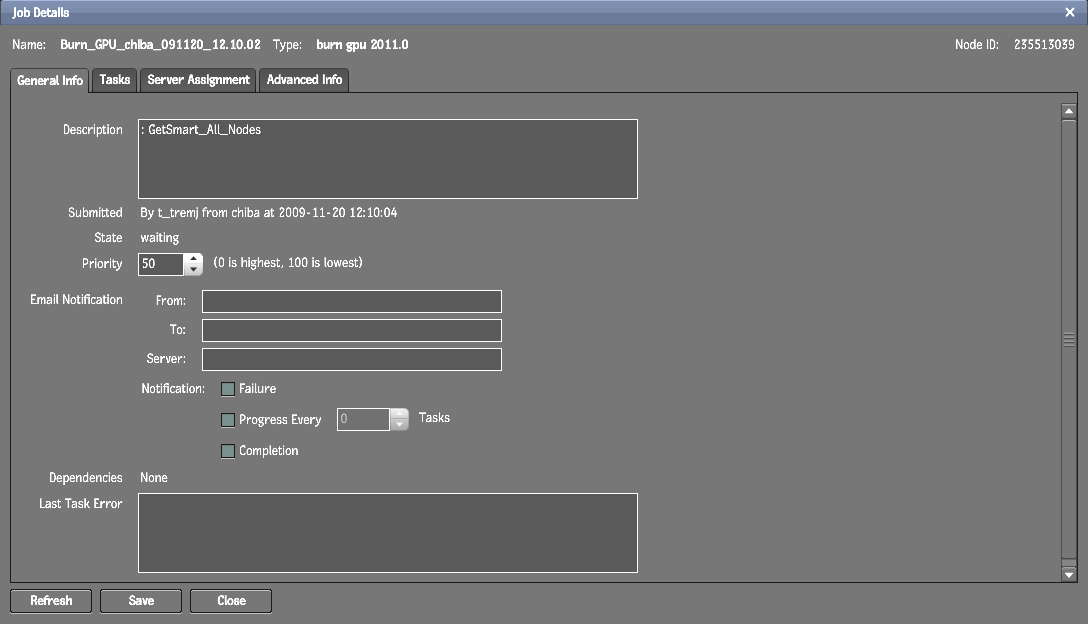 Job Details
Name: Burn_GPU_chiba_091120_12.10.02 Type: burn gpu 2011.0 Node ID: 235513039
General Info Tasks Server Assignment Advanced Info
Description : GetSmart_All_Nodes
Submitted By t_tremj from chiba at 2009-11-20 12:10:04
State waiting
Priority 50 (0 is highest, 100 is lowest)
Email Notification From:
To:
Server:
Notification: Failure
Progress Every 0 Tasks
Completion
Dependencies None
Last Task Error
Refresh Save Close